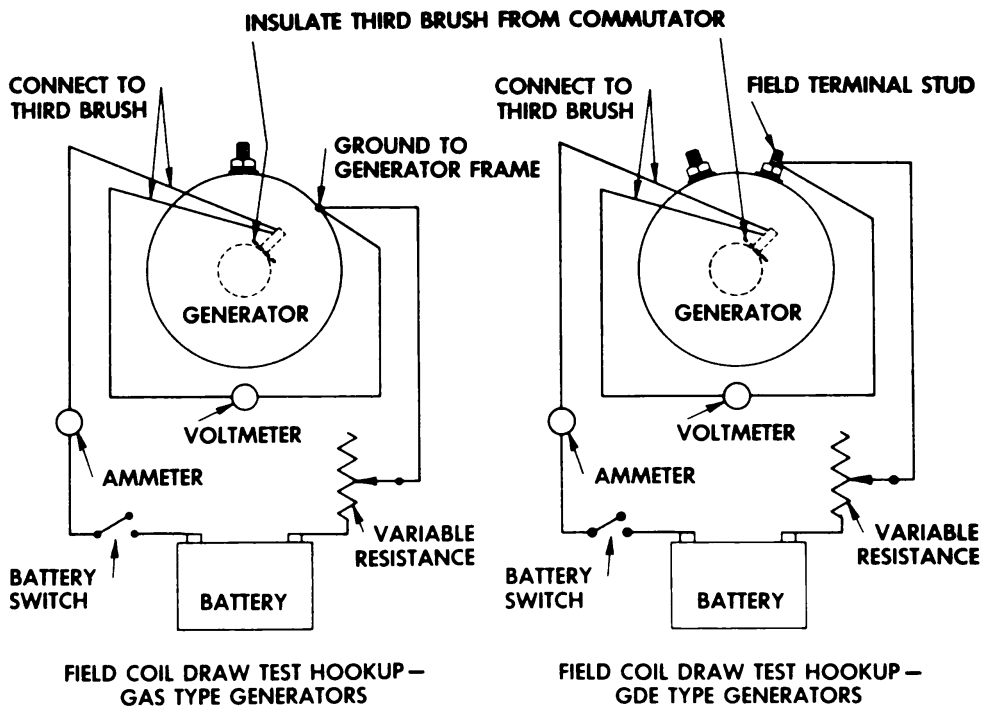 INSULATE THIRD BRUSH FROM COMMUTATOR
CONNECT TO
THIRD BRUSH
GROUND TO
GENERATOR FRAME
GENERATOR
VOLTMETER
AMMETER
VARIABLE
RESISTANCE
BATTERY
SWITCH
BATTERY
FIELD COIL DRAW TEST HOOKUP—
GAS TYPE GENERATORS
CONNECT TO
THIRD BRUSH
FIELD TERMINAL STUD
GENERATOR
VOLTMETER
AMMETER
VARIABLE
RESISTANCE
BATTERY
SWITCH
BATTERY
FIELD COIL DRAW TEST HOOKUP—
GDE TYPE GENERATORS